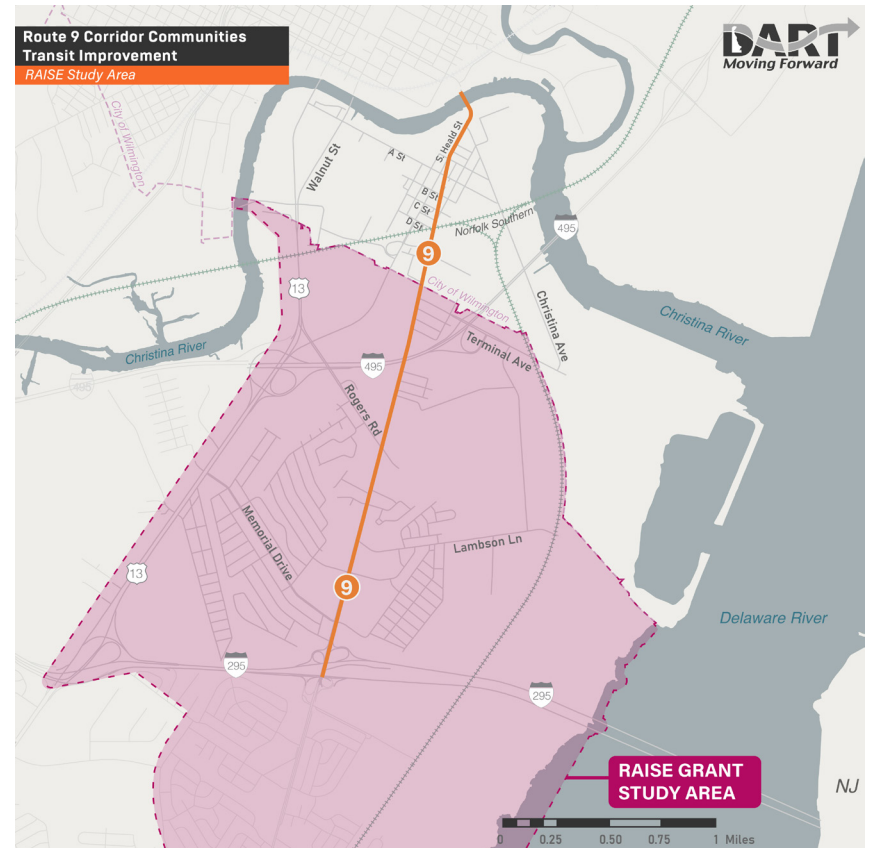 Route 9 Corridor Communities
Transit Improvement
RAISE Study Area
DART
Moving Forward
City of Wilmington
Walnut St
A St
S. Heald St
B St
C St
D St
Norfolk Southern
495
9
13
City of Wilmington
Christina Ave
Christina River
Christina River
495
495
Terminal Ave
Rogers Rd
Memorial Drive
Lambson Ln
13
9
Delaware River
295
295
RAISE GRANT
STUDY AREA
NJ
0 0.25 0.50 0.75 1 Miles